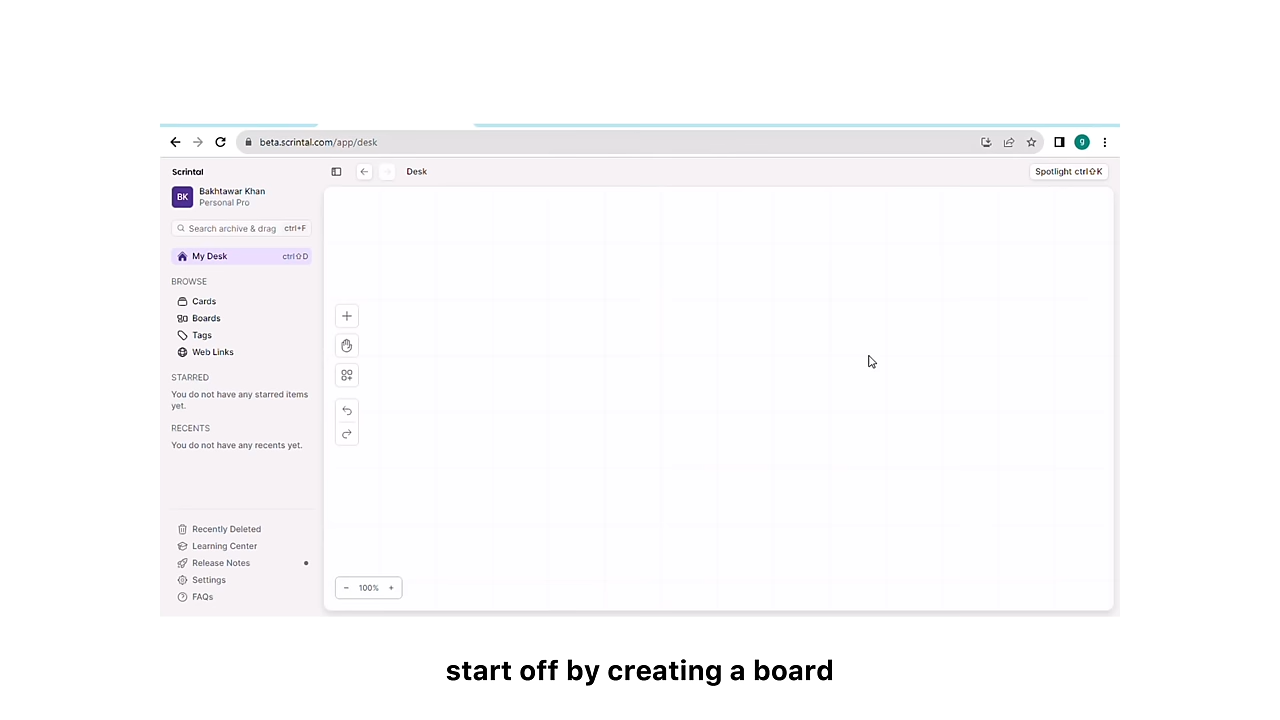 beta.scrintal.com/app/desk
g
Scrintal
Desk
Spotlight ctrl⇧K
BK
Bakhtawar Khan
Personal Pro
Search archive & drag ctrl+F
My Desk ctrl⇧D
BROWSE
Cards
Boards
Tags
Web Links
STARRED
You do not have any starred items
yet.
RECENTS
You do not have any recents yet.
Recently Deleted
Learning Center
Release Notes
Settings
FAQs
− 100% +
start off by creating a board